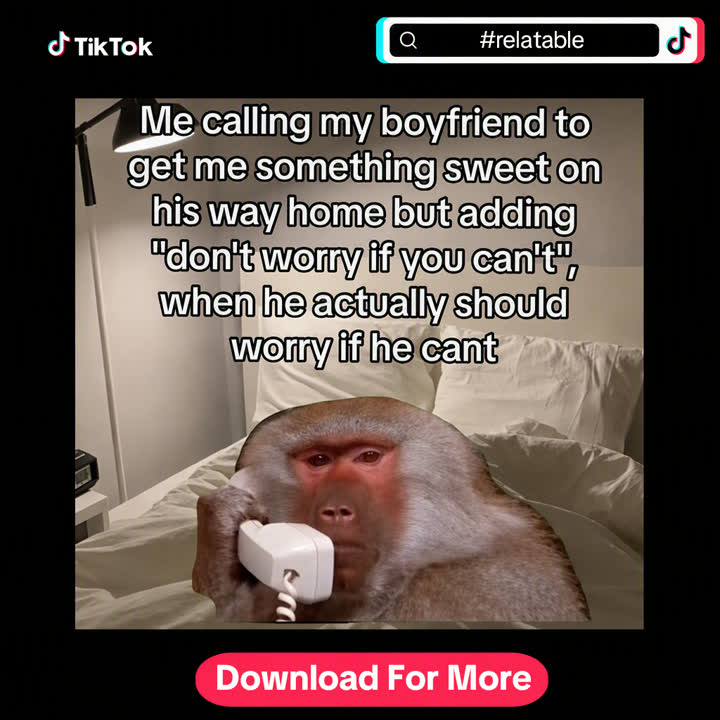 TikTok
#relatable
Me calling my boyfriend to
get me something sweet on
his way home but adding
"don't worry if you can't",
when he actually should
worry if he cant
Download For More